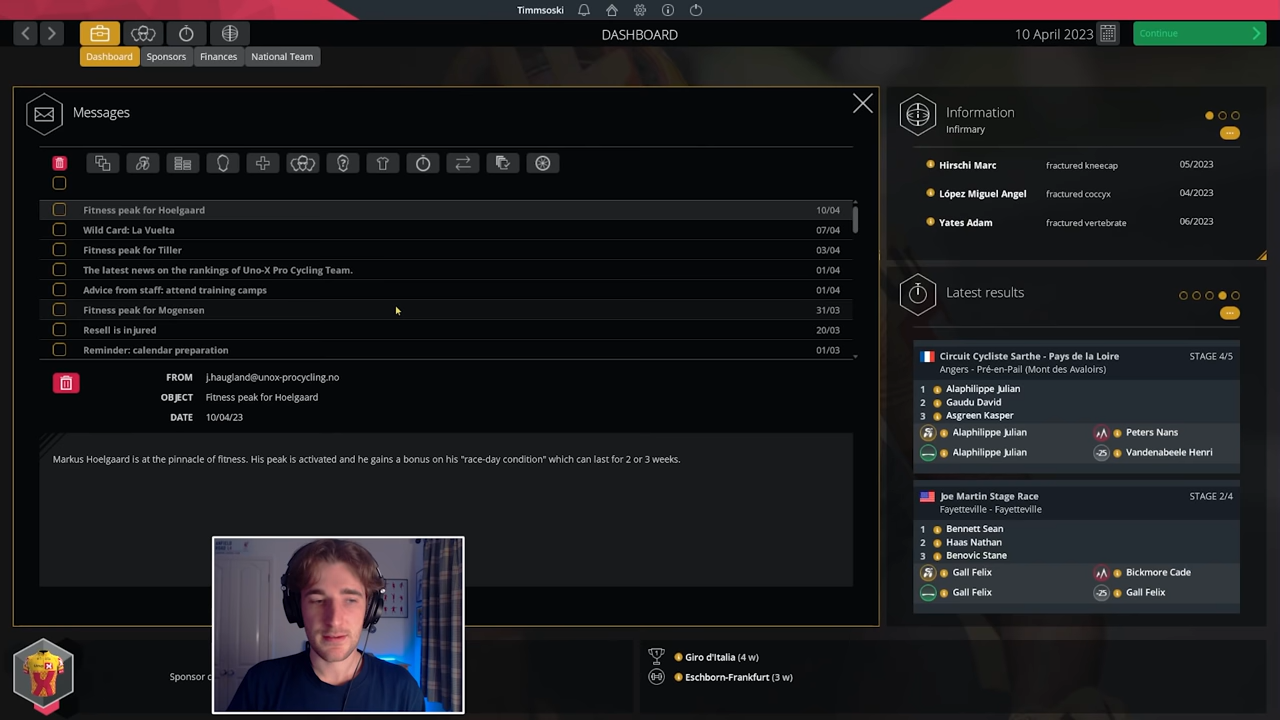 Timmsoski
DASHBOARD
10 April 2023
Continue
Dashboard
Sponsors
Finances
National Team
Messages
Fitness peak for Hoelgaard 10/04
Wild Card: La Vuelta 07/04
Fitness peak for Tiller 03/04
The latest news on the rankings of Uno-X Pro Cycling Team. 01/04
Advice from staff: attend training camps 01/04
Fitness peak for Mogensen 31/03
Resell is injured 20/03
Reminder: calendar preparation 01/03
FROM j.haugland@unox-procycling.no
OBJECT Fitness peak for Hoelgaard
DATE 10/04/23
Markus Hoelgaard is at the pinnacle of fitness. His peak is activated and he gains a bonus on his "race-day condition" which can last for 2 or 3 weeks.
Information
Infirmary
Hirschi Marc fractured kneecap 05/2023
López Miguel Angel fractured coccyx 04/2023
Yates Adam fractured vertebrate 06/2023
Latest results
Circuit Cycliste Sarthe - Pays de la Loire STAGE 4/5
Angers - Pré-en-Pail (Mont des Avaloirs)
1 Alaphilippe Julian
2 Gaudu David
3 Asgreen Kasper
Alaphilippe Julian Peters Nans
Alaphilippe Julian -25 Vandenabeele Henri
Joe Martin Stage Race STAGE 2/4
Fayetteville - Fayetteville
1 Bennett Sean
2 Haas Nathan
3 Benovic Stane
Gall Felix Bickmore Cade
Gall Felix -25 Gall Felix
Sponsor
Giro d'Italia (4 w)
Eschborn-Frankfurt (3 w)